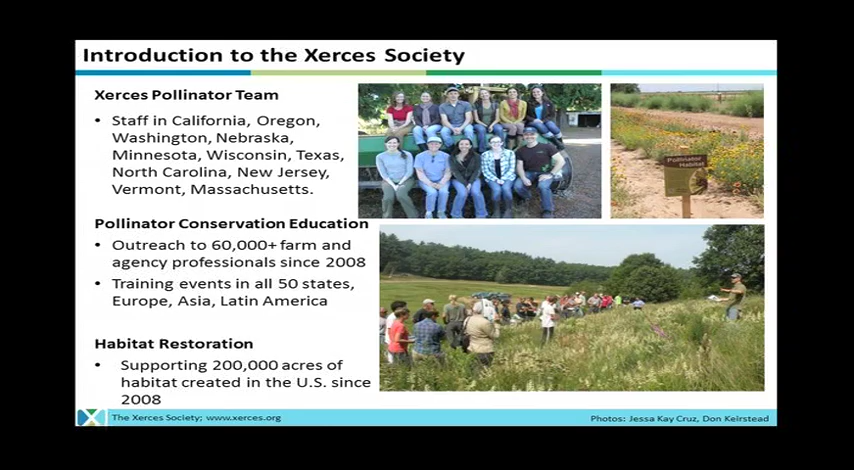 Introduction to the Xerces Society
Xerces Pollinator Team
• Staff in California, Oregon,
Washington, Nebraska,
Minnesota, Wisconsin, Texas,
North Carolina, New Jersey,
Vermont, Massachusetts.
Pollinator Conservation Education
• Outreach to 60,000+ farm and
agency professionals since 2008
• Training events in all 50 states,
Europe, Asia, Latin America
Habitat Restoration
• Supporting 200,000 acres of
habitat created in the U.S. since
2008
Pollinator
Habitat
The Xerces Society; www.xerces.org
Photos: Jessa Kay Cruz, Don Keirstead